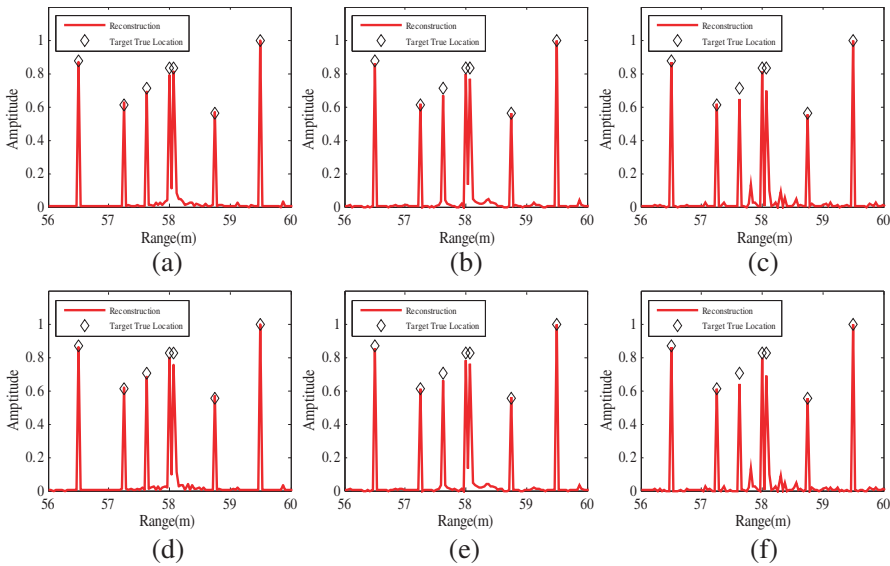 Reconstruction
Target True Location
Amptitude
1
0.8
0.6
0.4
0.2
0
56 57 58 59 60
Range(m)
(a)
Reconstruction
Target True Location
Amptitude
1
0.8
0.6
0.4
0.2
0
56 57 58 59 60
Range(m)
(b)
Reconstruction
Target True Location
Amptitude
1
0.8
0.6
0.4
0.2
0
56 57 58 59 60
Range(m)
(c)
Reconstruction
Target True Location
Amptitude
1
0.8
0.6
0.4
0.2
0
56 57 58 59 60
Range(m)
(d)
Reconstruction
Target True Location
Amptitude
1
0.8
0.6
0.4
0.2
0
56 57 58 59 60
Range(m)
(e)
Reconstruction
Target True Location
Amptitude
1
0.8
0.6
0.4
0.2
0
56 57 58 59 60
Range(m)
(f)